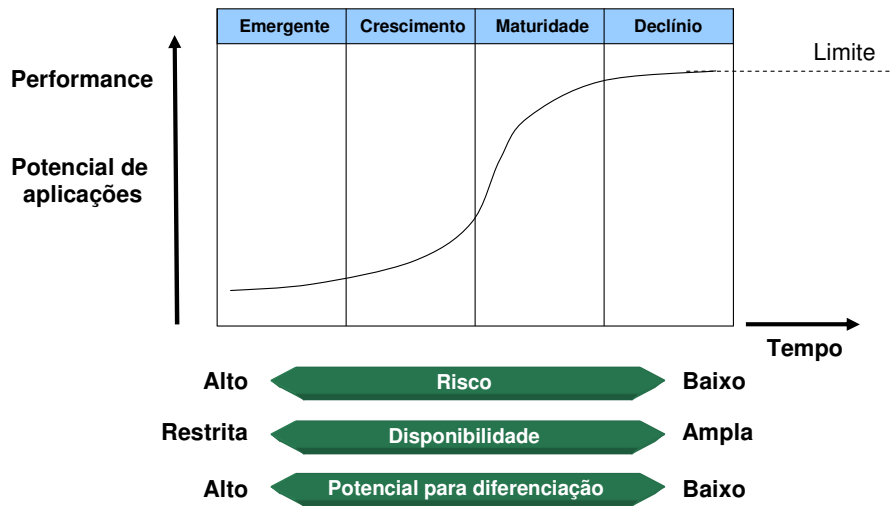 Emergente Crescimento Maturidade Declínio
Limite
Performance
Potencial de
aplicações
Tempo
Alto Risco Baixo
Restrita Disponibilidade Ampla
Alto Potencial para diferenciação Baixo